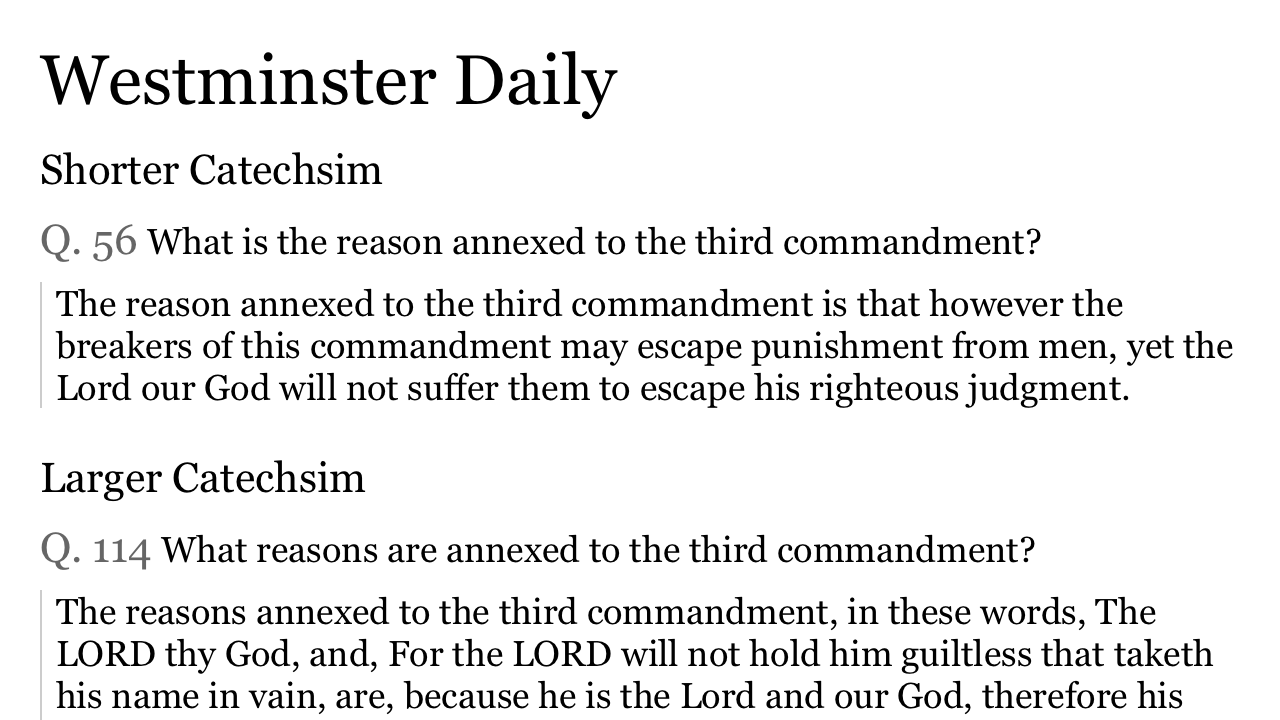 Westminster Daily
Shorter Catechsim
Q. 56 What is the reason annexed to the third commandment?
The reason annexed to the third commandment is that however the
breakers of this commandment may escape punishment from men, yet the
Lord our God will not suffer them to escape his righteous judgment.
Larger Catechsim
Q. 114 What reasons are annexed to the third commandment?
The reasons annexed to the third commandment, in these words, The
LORD thy God, and, For the LORD will not hold him guiltless that taketh
his name in vain, are, because he is the Lord and our God, therefore his